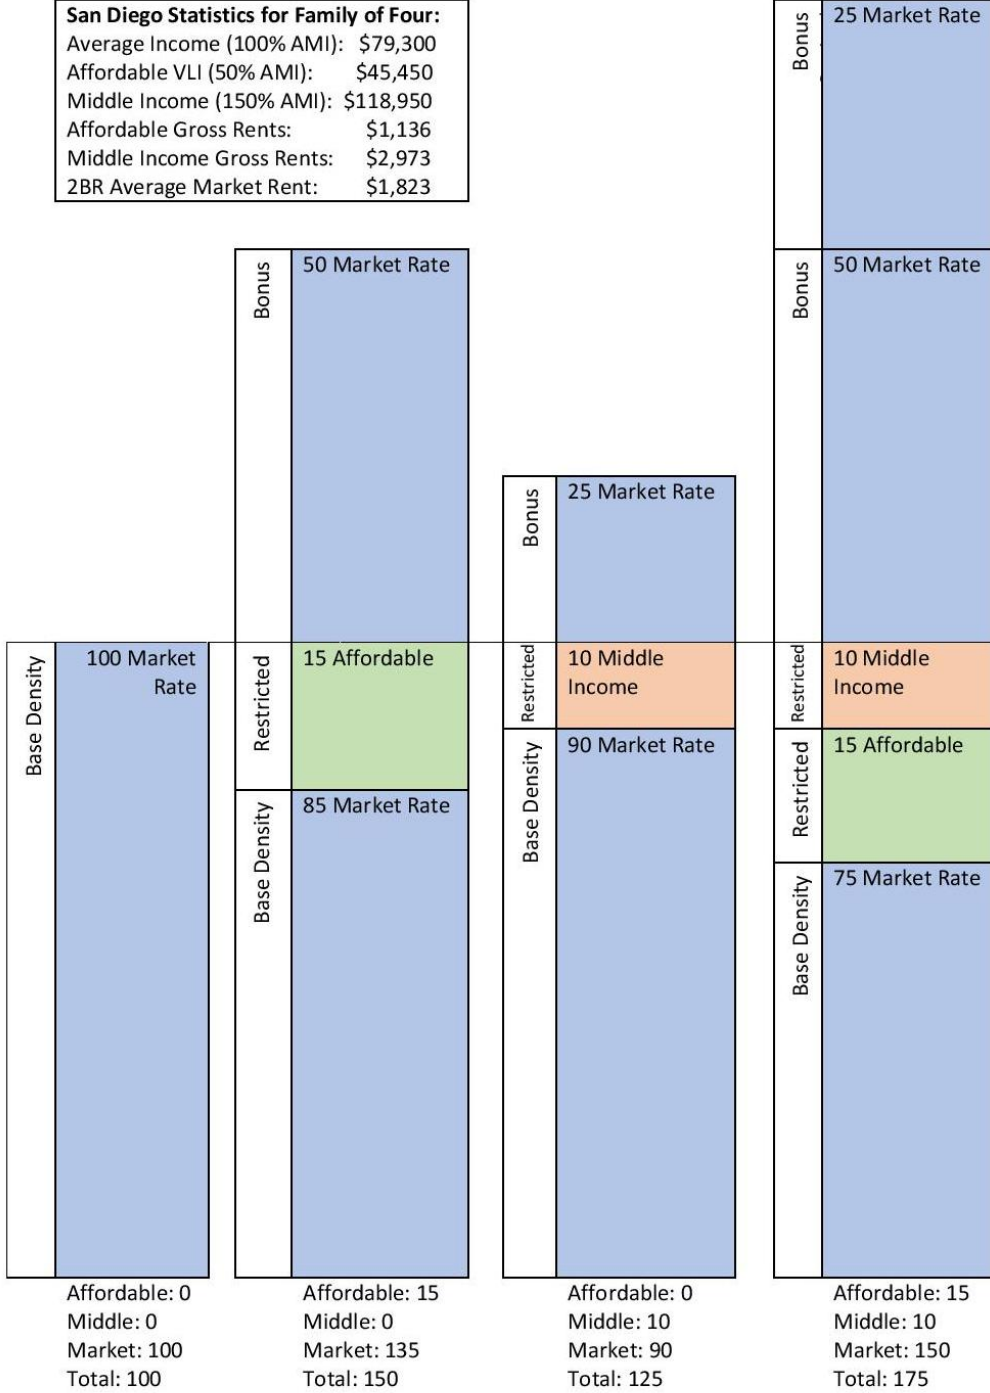 San Diego Statistics for Family of Four:
Average Income (100% AMI): $79,300
Affordable VLI (50% AMI): $45,450
Middle Income (150% AMI): $118,950
Affordable Gross Rents: $1,136
Middle Income Gross Rents: $2,973
2BR Average Market Rent: $1,823
Base Density
100 Market
Rate
Affordable: 0
Middle: 0
Market: 100
Total: 100
Bonus
50 Market Rate
Restricted
15 Affordable
Base Density
85 Market Rate
Affordable: 15
Middle: 0
Market: 135
Total: 150
Bonus
25 Market Rate
Restricted
10 Middle
Income
Base Density
90 Market Rate
Affordable: 0
Middle: 10
Market: 90
Total: 125
Bonus
25 Market Rate
Bonus
50 Market Rate
Restricted
10 Middle
Income
Restricted
15 Affordable
Base Density
75 Market Rate
Affordable: 15
Middle: 10
Market: 150
Total: 175